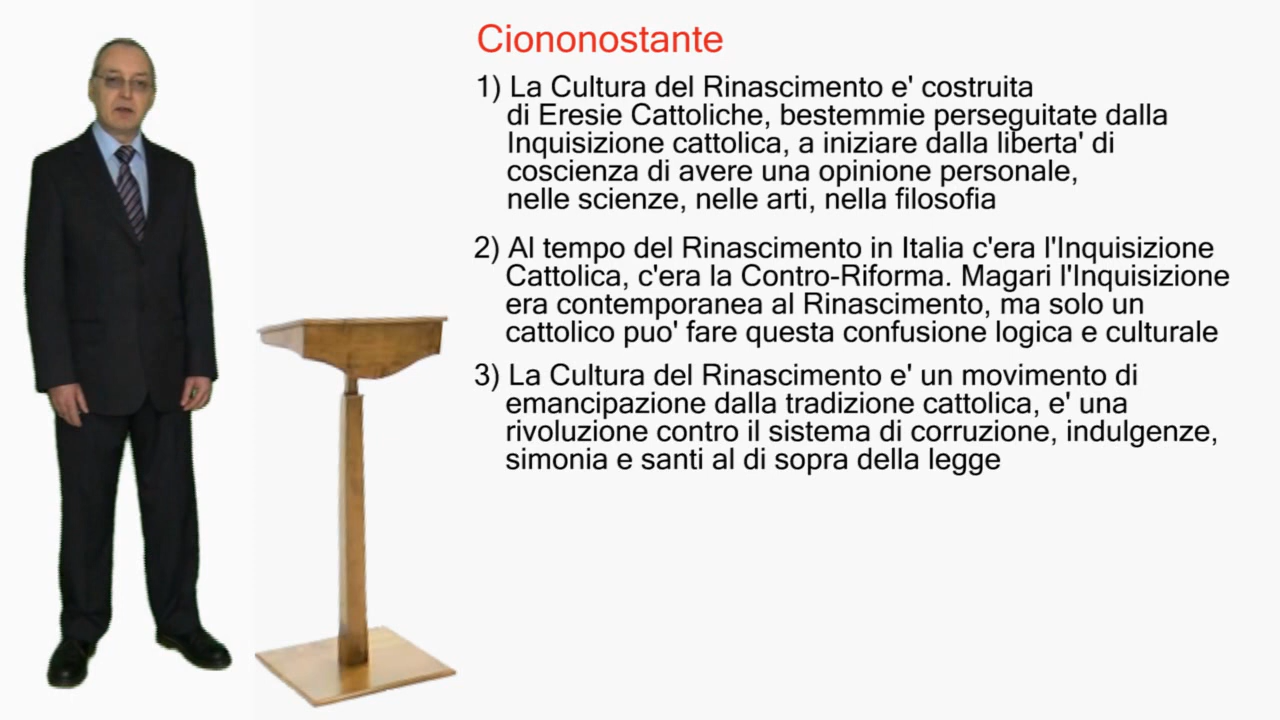 Ciononostante
1) La Cultura del Rinascimento e' costruita
di Eresie Cattoliche, bestemmie perseguitate dalla
Inquisizione cattolica, a iniziare dalla liberta' di
coscienza di avere una opinione personale,
nelle scienze, nelle arti, nella filosofia
2) Al tempo del Rinascimento in Italia c'era l'Inquisizione
Cattolica, c'era la Contro-Riforma. Magari l'Inquisizione
era contemporanea al Rinascimento, ma solo un
cattolico puo' fare questa confusione logica e culturale
3) La Cultura del Rinascimento e' un movimento di
emancipazione dalla tradizione cattolica, e' una
rivoluzione contro il sistema di corruzione, indulgenze,
simonia e santi al di sopra della legge